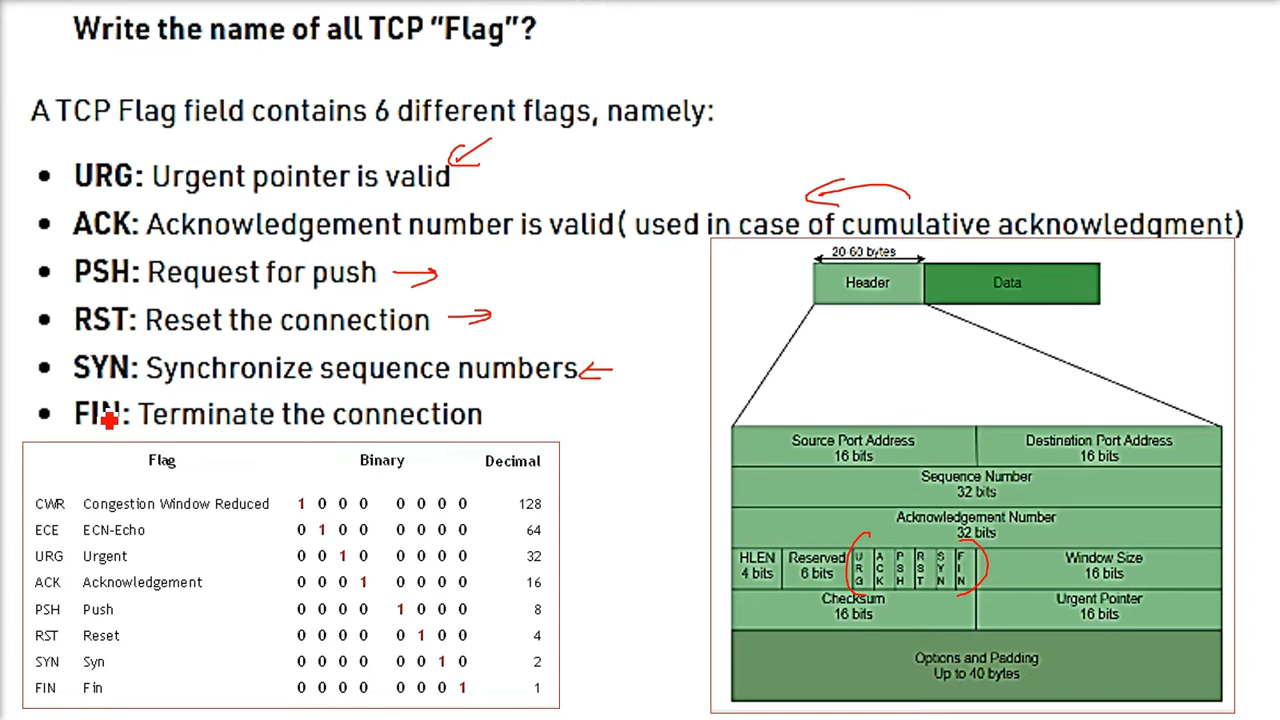 Write the name of all TCP "Flag"?
A TCP Flag field contains 6 different flags, namely:
• URG: Urgent pointer is valid
• ACK: Acknowledgement number is valid( used in case of cumulative acknowledgment)
• PSH: Request for push
• RST: Reset the connection
• SYN: Synchronize sequence numbers
• FIN: Terminate the connection
Flag Binary Decimal
CWR Congestion Window Reduced 1 0 0 0 0 0 0 0 128
ECE ECN-Echo 0 1 0 0 0 0 0 0 64
URG Urgent 0 0 1 0 0 0 0 0 32
ACK Acknowledgement 0 0 0 1 0 0 0 0 16
PSH Push 0 0 0 0 1 0 0 0 8
RST Reset 0 0 0 0 0 1 0 0 4
SYN Syn 0 0 0 0 0 0 1 0 2
FIN Fin 0 0 0 0 0 0 0 1 1
20 60 bytes
Header Data
Source Port Address
16 bits
Destination Port Address
16 bits
Sequence Number
32 bits
Acknowledgement Number
32 bits
HLEN
4 bits
Reserved
6 bits
URG
ACK
PSH
RST
SYN
FIN
Window Size
16 bits
Checksum
16 bits
Urgent Pointer
16 bits
Options and Padding
Up to 40 bytes